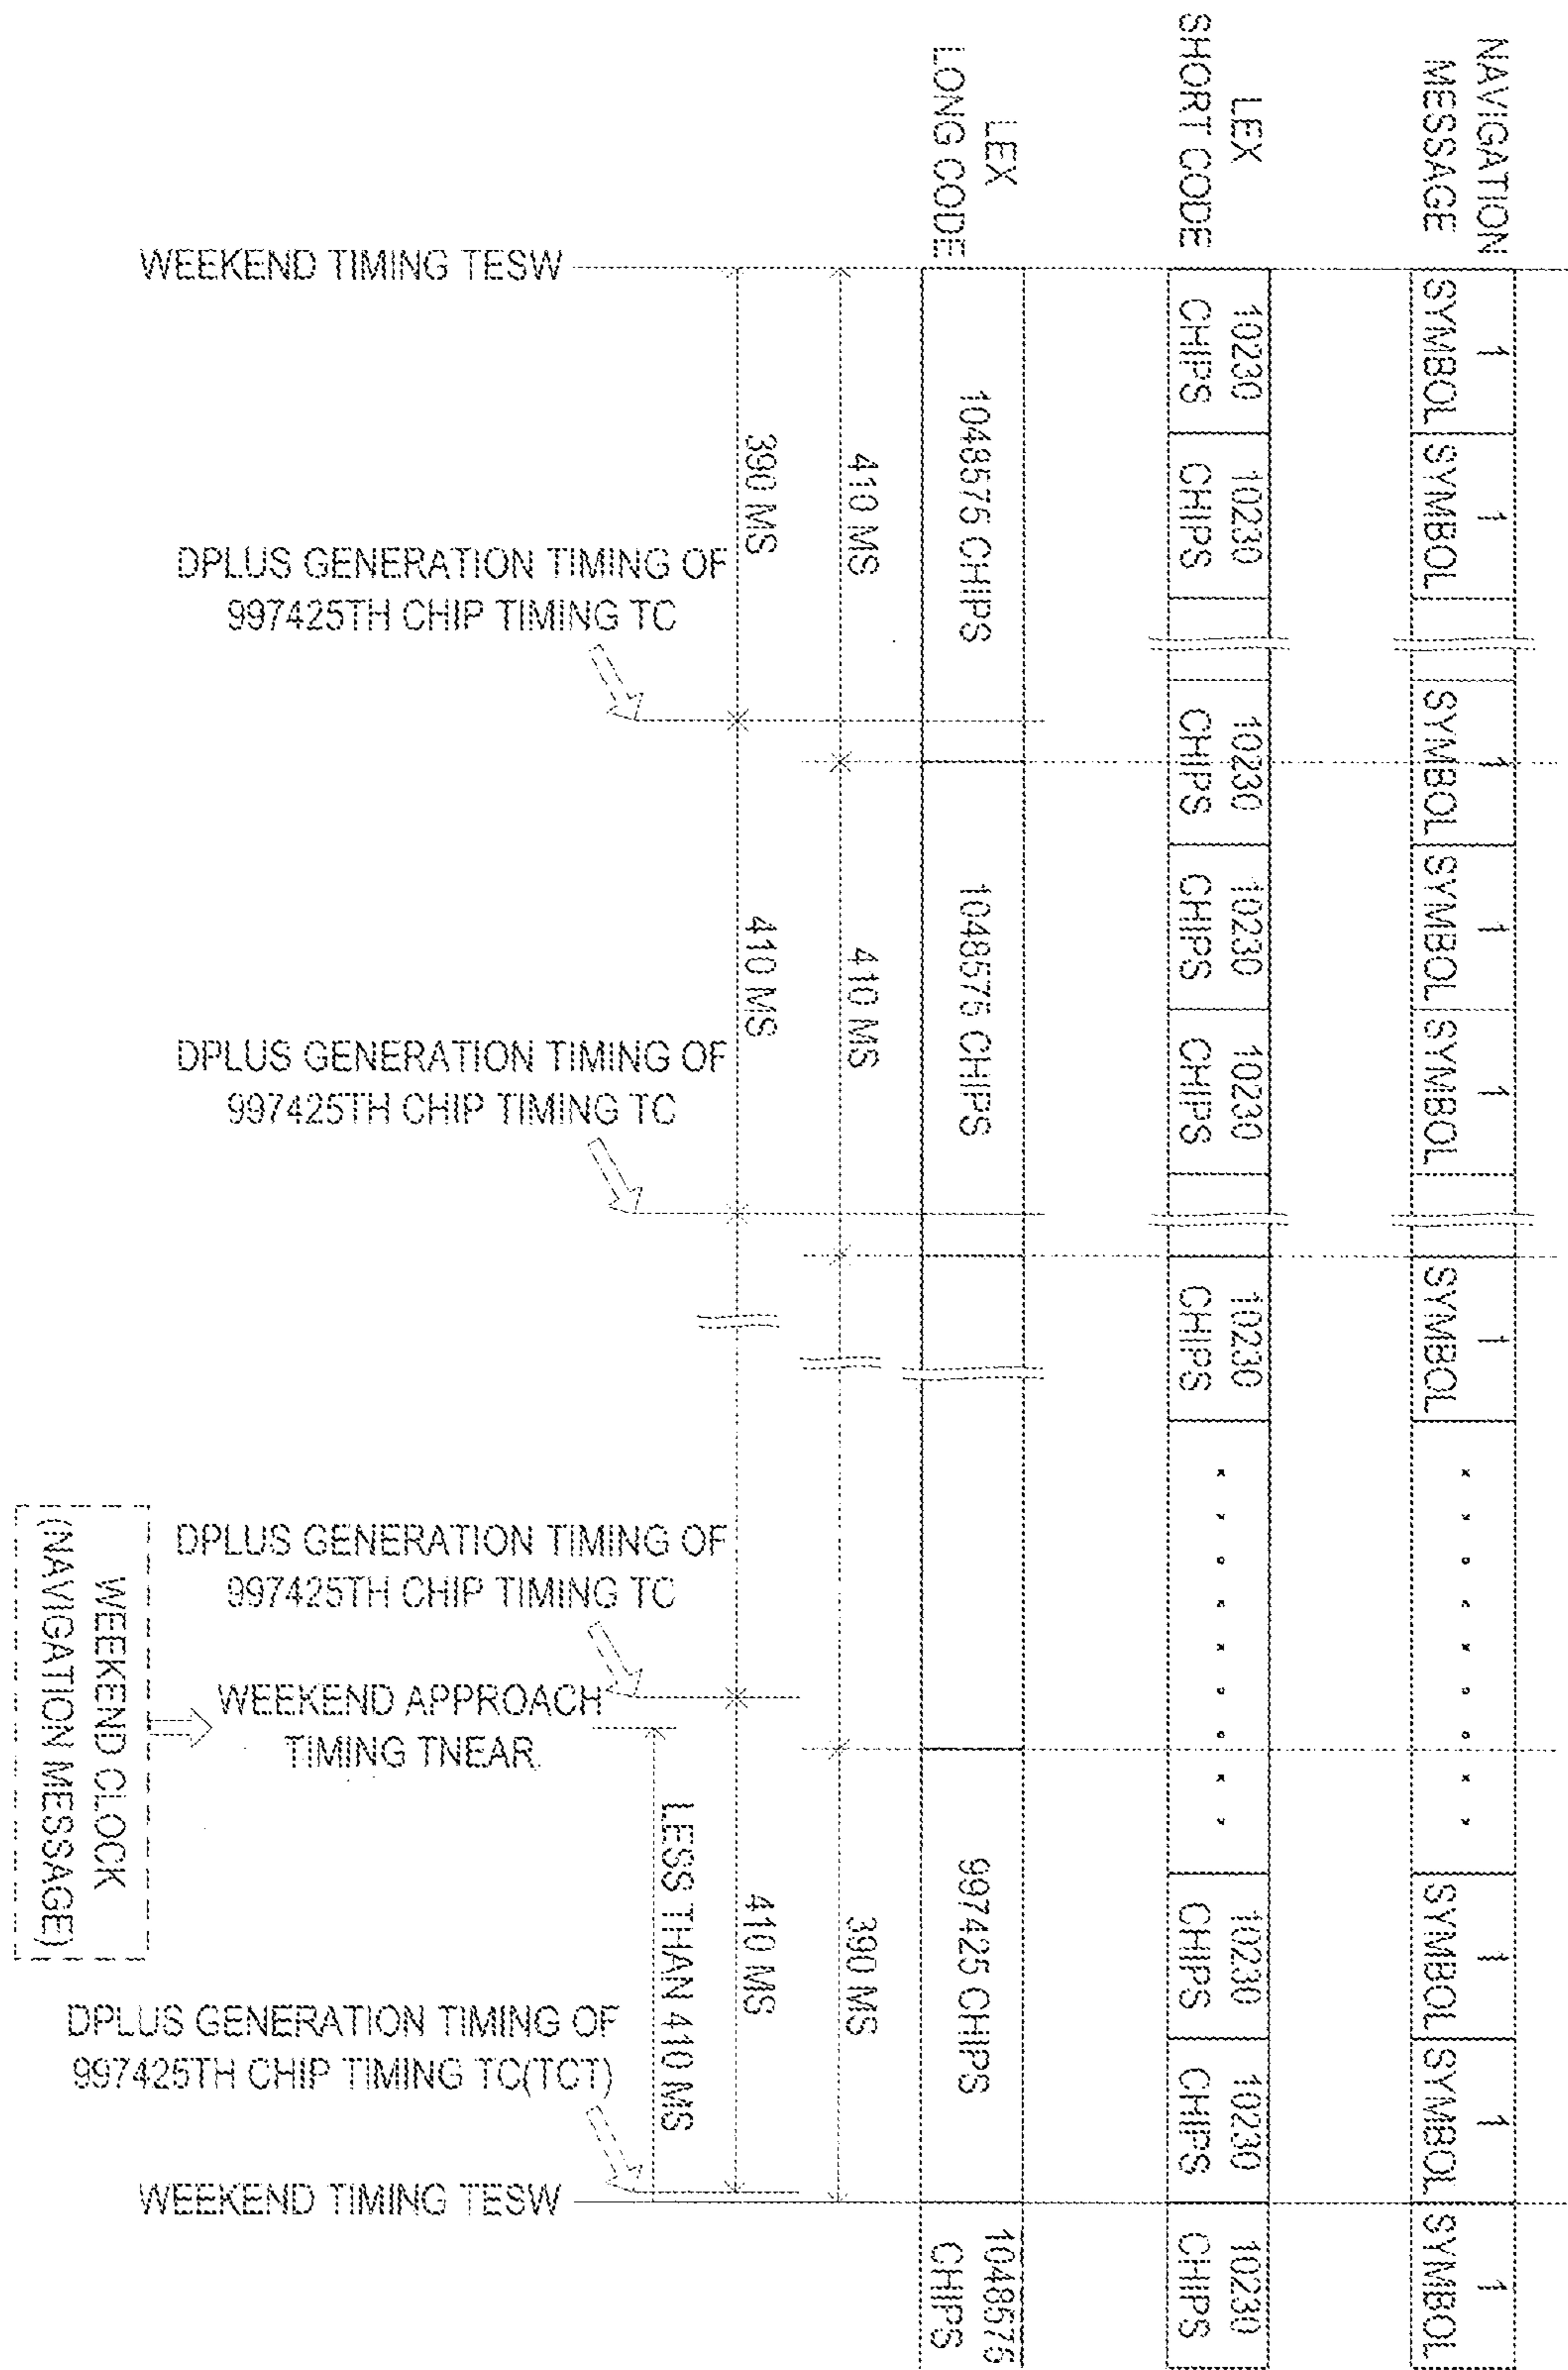 NAVIGATION
MESSAGE
1
SYMBOL
1
SYMBOL
1
SYMBOL
1
SYMBOL
1
SYMBOL
1
SYMBOL
1
SYMBOL
1
SYMBOL
1
SYMBOL
LEX
SHORT CODE
10230
CHIPS
10230
CHIPS
10230
CHIPS
10230
CHIPS
10230
CHIPS
10230
CHIPS
10230
CHIPS
10230
CHIPS
10230
CHIPS
LEX
LONG CODE
1048575 CHIPS
1048575 CHIPS
997425 CHIPS
1048575
CHIPS
410 MS
410 MS
390 MS
390 MS
410 MS
410 MS
LESS THAN 410 MS
WEEKEND TIMING TESW
DPLUS GENERATION TIMING OF
997425TH CHIP TIMING TC
DPLUS GENERATION TIMING OF
997425TH CHIP TIMING TC
DPLUS GENERATION TIMING OF
997425TH CHIP TIMING TC
WEEKEND APPROACH
TIMING TNEAR
WEEKEND CLOCK
(NAVIGATION MESSAGE)
DPLUS GENERATION TIMING OF
997425TH CHIP TIMING TC(TCT)
WEEKEND TIMING TESW